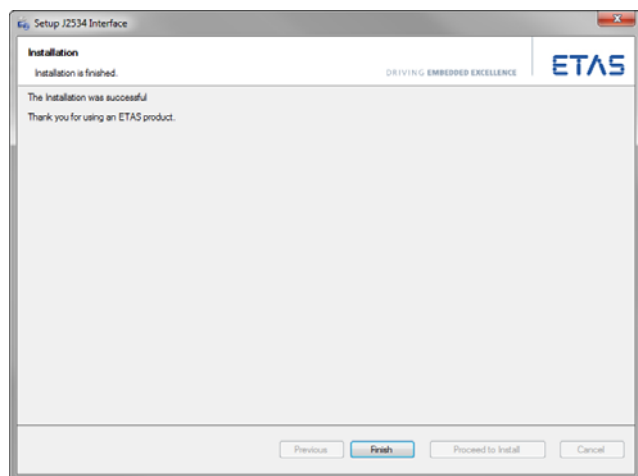 Setup J2534 Interface
Installation
Installation is finished.
DRIVING EMBEDDED EXCELLENCE
ETAS
The Installation was successful
Thank you for using an ETAS product.
Previous
Finish
Proceed to Install
Cancel